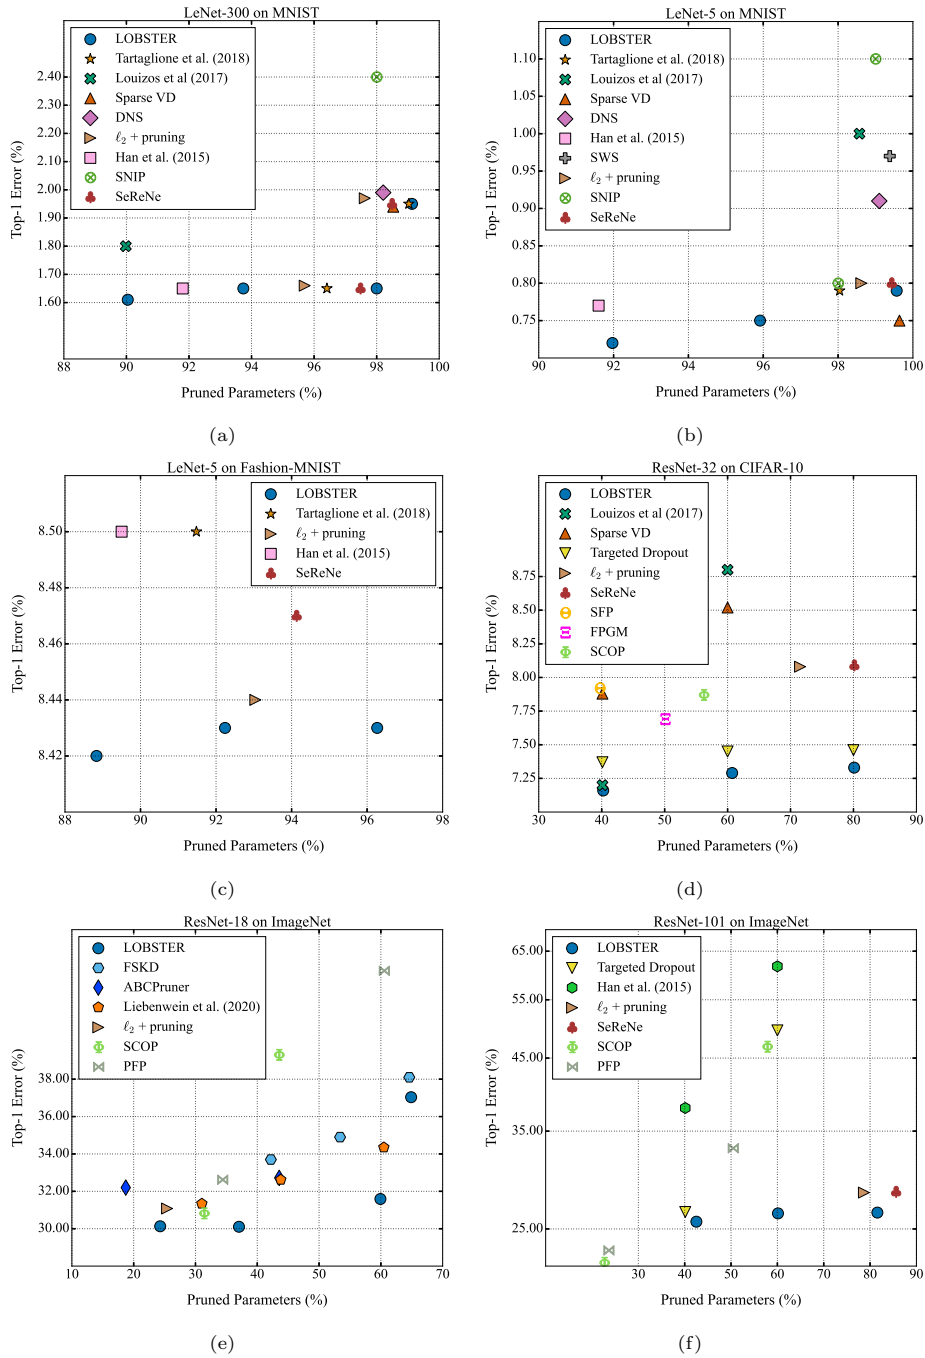 LeNet-300 on MNIST
Top-1 Error (%)
2.40
2.20
2.00
1.95
1.80
1.70
1.60
LOBSTER
Tartaglione et al. (2018)
Louizos et al (2017)
Sparse VD
DNS
ℓ2 + pruning
Han et al. (2015)
SNIP
SeReNe
88 90 92 94 96 98 100
Pruned Parameters (%)
(a)
LeNet-5 on MNIST
Top-1 Error (%)
1.10
1.05
1.00
0.95
0.90
0.85
0.80
0.75
LOBSTER
Tartaglione et al. (2018)
Louizos et al (2017)
Sparse VD
DNS
Han et al. (2015)
SWS
ℓ2 + pruning
SNIP
SeReNe
90 92 94 96 98 100
Pruned Parameters (%)
(b)
LeNet-5 on Fashion-MNIST
Top-1 Error (%)
8.50
8.48
8.46
8.44
8.42
LOBSTER
Tartaglione et al. (2018)
ℓ2 + pruning
Han et al. (2015)
SeReNe
88 90 92 94 96 98
Pruned Parameters (%)
(c)
ResNet-32 on CIFAR-10
Top-1 Error (%)
8.75
8.50
8.25
8.00
7.75
7.50
7.25
LOBSTER
Louizos et al (2017)
Sparse VD
Targeted Dropout
ℓ2 + pruning
SeReNe
SFP
FPGM
SCOP
30 40 50 60 70 80 90
Pruned Parameters (%)
(d)
ResNet-18 on ImageNet
Top-1 Error (%)
38.00
36.00
34.00
32.00
30.00
LOBSTER
FSKD
ABCPruner
Liebenwein et al. (2020)
ℓ2 + pruning
SCOP
PFP
10 20 30 40 50 60 70
Pruned Parameters (%)
(e)
ResNet-101 on ImageNet
Top-1 Error (%)
65.00
55.00
45.00
35.00
25.00
LOBSTER
Targeted Dropout
Han et al. (2015)
ℓ2 + pruning
SeReNe
SCOP
PFP
30 40 50 60 70 80 90
Pruned Parameters (%)
(f)